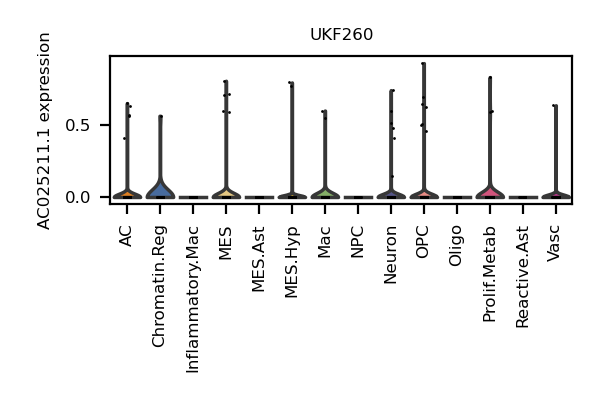 UKF260
AC025211.1 expression
0.5
0.0
AC
Chromatin.Reg
Inflammatory.Mac
MES
MES.Ast
MES.Hyp
Mac
NPC
Neuron
OPC
Oligo
Prolif.Metab
Reactive.Ast
Vasc